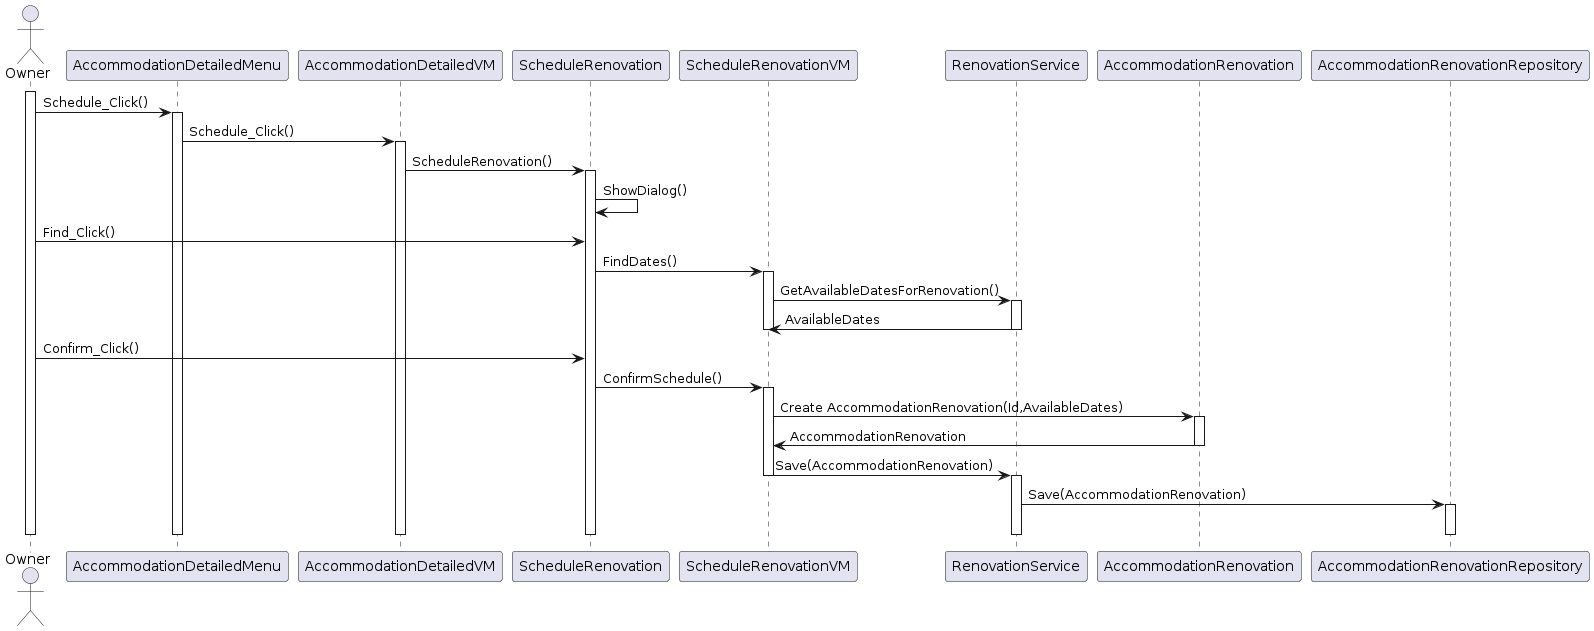 Owner
AccommodationDetailedMenu
AccommodationDetailedVM
ScheduleRenovation
ScheduleRenovationVM
RenovationService
AccommodationRenovation
AccommodationRenovationRepository
Schedule_Click()
Schedule_Click()
ScheduleRenovation()
ShowDialog()
Find_Click()
FindDates()
GetAvailableDatesForRenovation()
AvailableDates
Confirm_Click()
ConfirmSchedule()
Create AccommodationRenovation(Id,AvailableDates)
AccommodationRenovation
Save(AccommodationRenovation)
Save(AccommodationRenovation)
Owner
AccommodationDetailedMenu
AccommodationDetailedVM
ScheduleRenovation
ScheduleRenovationVM
RenovationService
AccommodationRenovation
AccommodationRenovationRepository